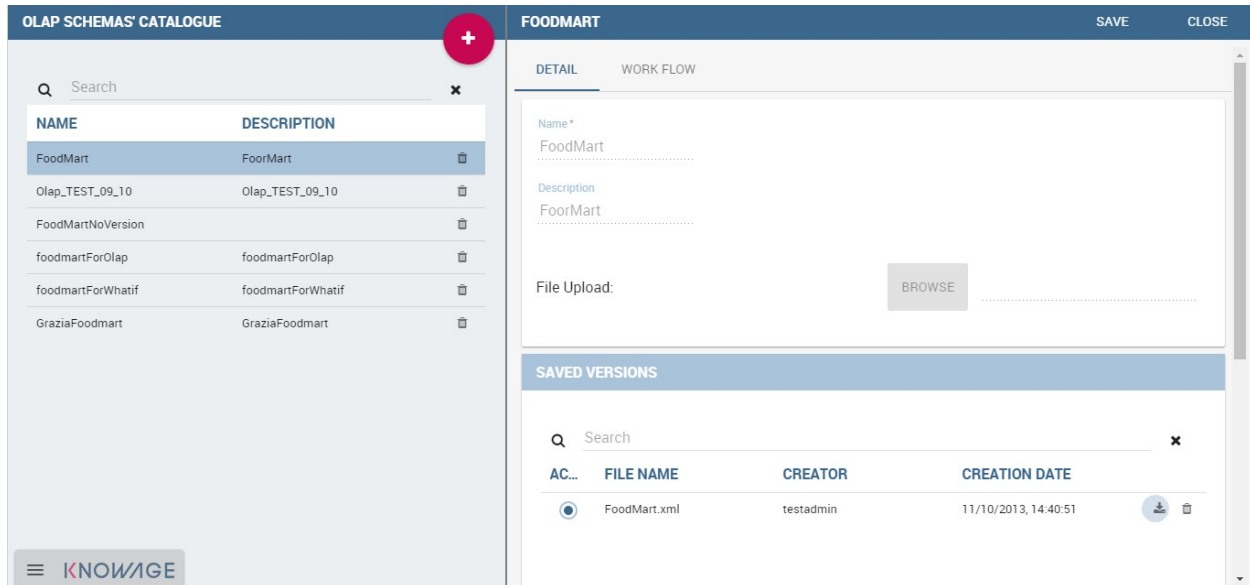 OLAP SCHEMAS' CATALOGUE
+
Search
NAME DESCRIPTION
FoodMart FoorMart
Olap_TEST_09_10 Olap_TEST_09_10
FoodMartNoVersion
foodmartForOlap foodmartForOlap
foodmartForWhatif foodmartForWhatif
GraziaFoodmart GraziaFoodmart
KNOWAGE
FOODMART SAVE CLOSE
DETAIL WORK FLOW
Name *
FoodMart
Description
FoorMart
File Upload: BROWSE
SAVED VERSIONS
Search
AC... FILE NAME CREATOR CREATION DATE
FoodMart.xml testadmin 11/10/2013, 14:40:51